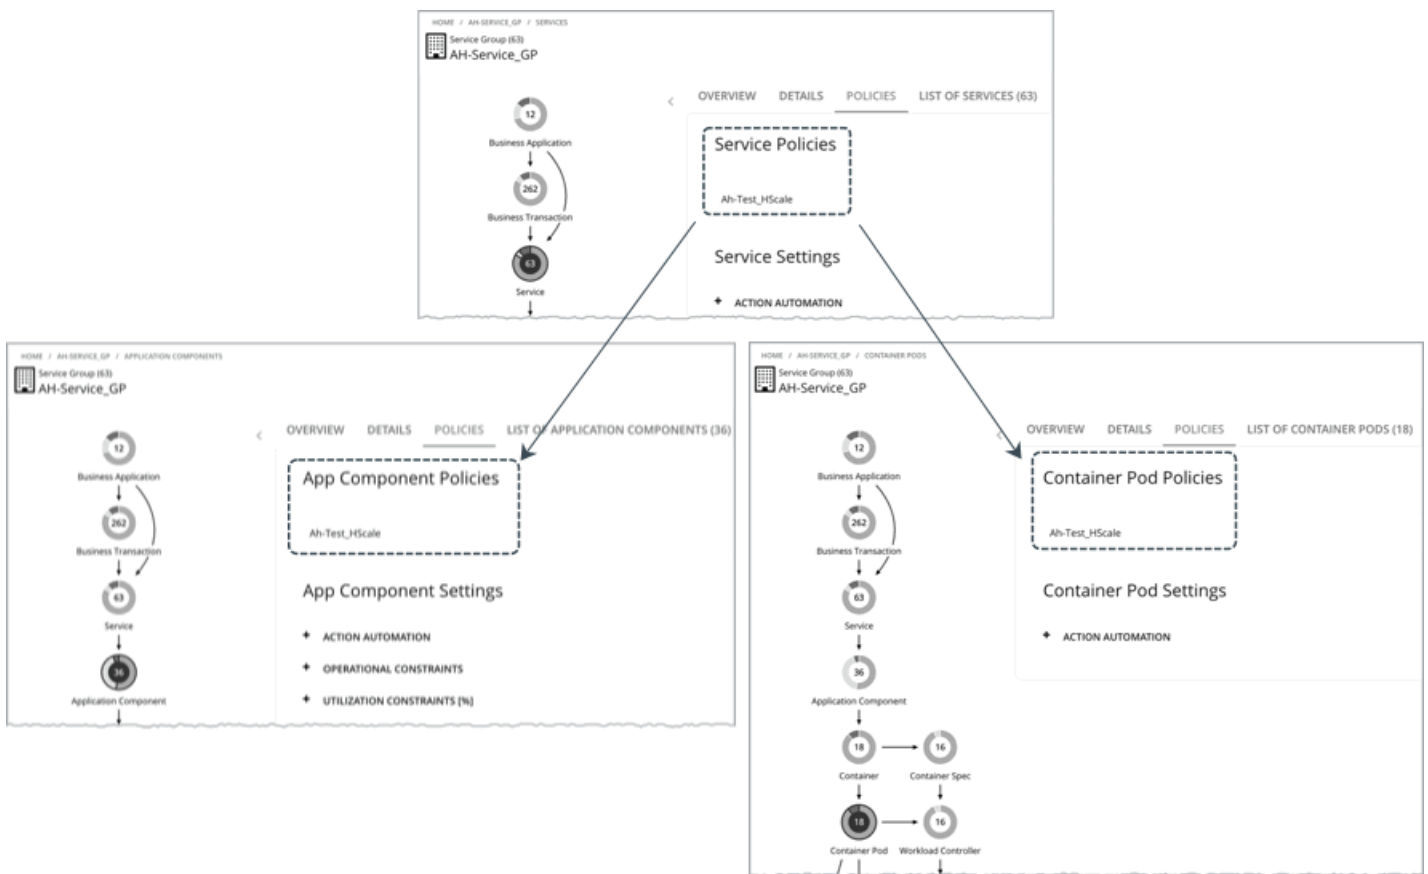 HOME / AH-SERVICE_GP / SERVICES
Service Group (63)
AH-Service_GP
OVERVIEW DETAILS POLICIES LIST OF SERVICES (63)
12
Business Application
262
Business Transaction
63
Service
Service Policies
Ah-Test_HScale
Service Settings
+ ACTION AUTOMATION
HOME / AH-SERVICE_GP / APPLICATION COMPONENTS
Service Group (63)
AH-Service_GP
OVERVIEW DETAILS POLICIES LIST OF APPLICATION COMPONENTS (36)
12
Business Application
262
Business Transaction
63
Service
36
Application Component
App Component Policies
Ah-Test_HScale
App Component Settings
+ ACTION AUTOMATION
+ OPERATIONAL CONSTRAINTS
+ UTILIZATION CONSTRAINTS [%]
HOME / AH-SERVICE_GP / CONTAINER PODS
Service Group (63)
AH-Service_GP
OVERVIEW DETAILS POLICIES LIST OF CONTAINER PODS (18)
12
Business Application
262
Business Transaction
63
Service
36
Application Component
18 16
Container Container Spec
18 16
Container Pod Workload Controller
Container Pod Policies
Ah-Test_HScale
Container Pod Settings
+ ACTION AUTOMATION